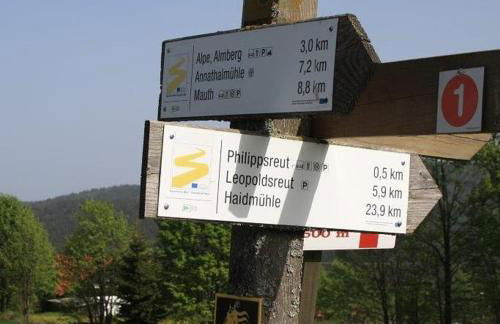 Alpe, Almberg P 3,0 km
Annathalmühle 7,2 km
Mauth P 8,8 km
1
Philippsreut P 0,5 km
Leopoldsreut P 5,9 km
Haidmühle 23,9 km
500 m